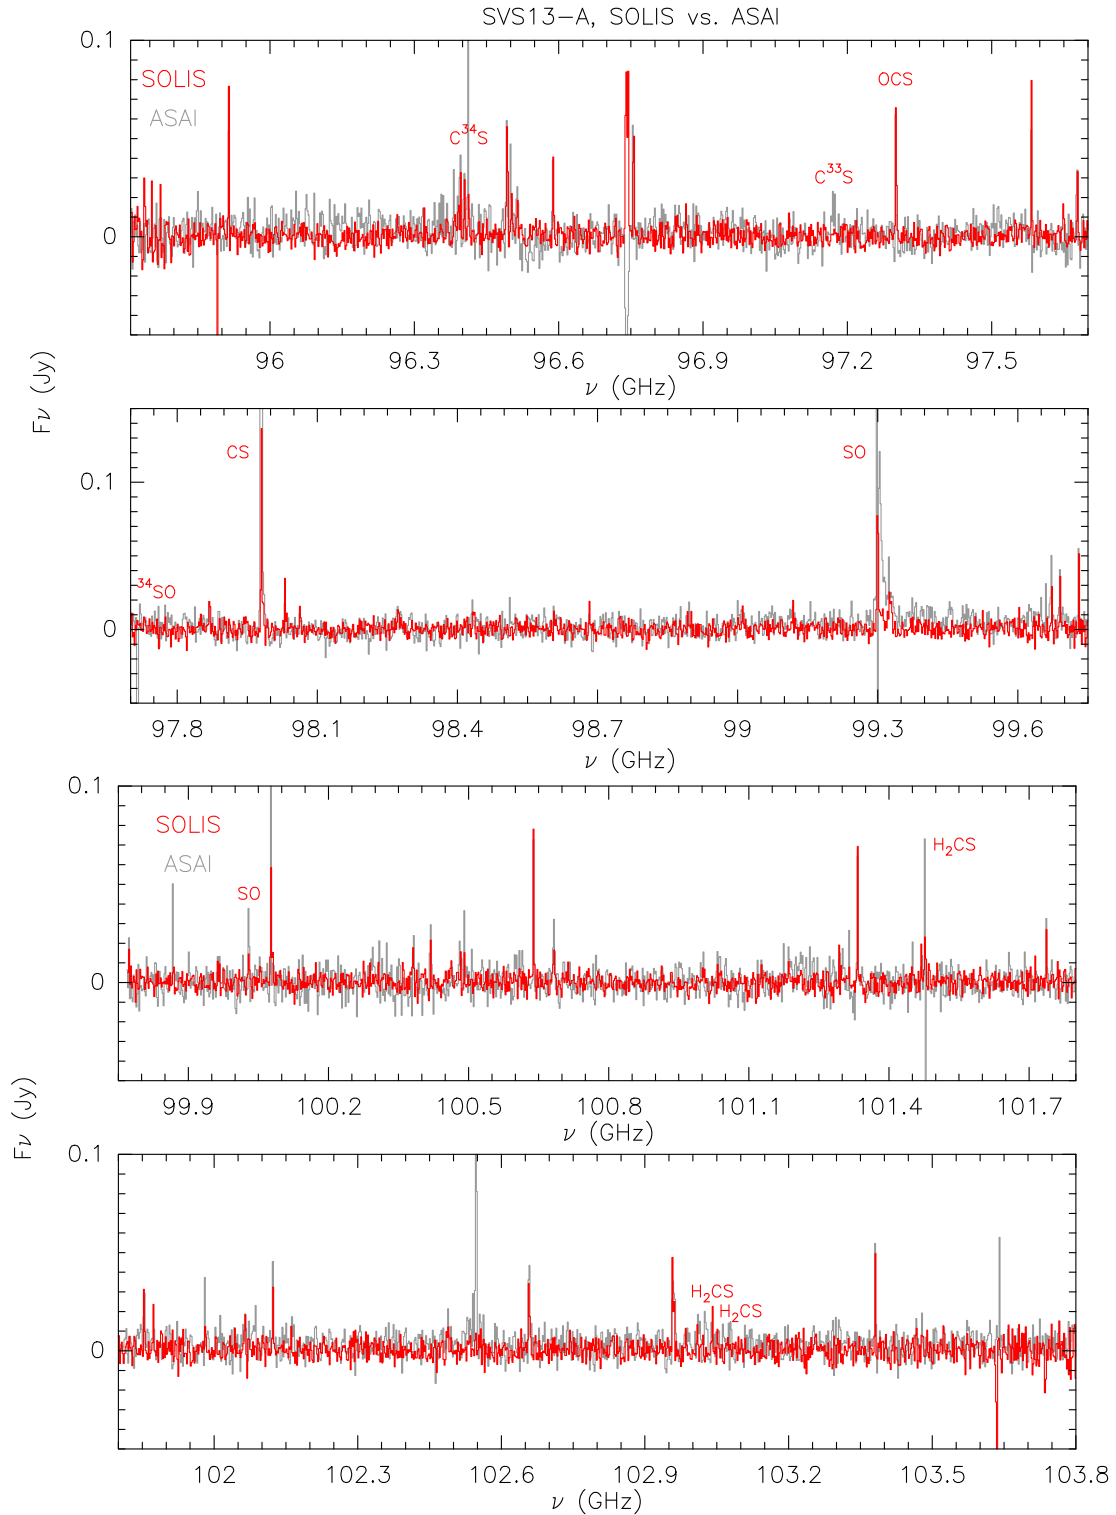 SVS13-A, SOLIS vs. ASAI
0.1
SOLIS
ASAI
C³⁴S
C³³S
OCS
0
96 96.3 96.6 96.9 97.2 97.5
ν (GHz)
Fν (Jy)
CS
SO
0.1
³⁴SO
0
97.8 98.1 98.4 98.7 99 99.3 99.6
ν (GHz)
0.1
SOLIS
ASAI
SO
H₂CS
0
99.9 100.2 100.5 100.8 101.1 101.4 101.7
ν (GHz)
Fν (Jy)
0.1
H₂CS
H₂CS
0
102 102.3 102.6 102.9 103.2 103.5 103.8
ν (GHz)